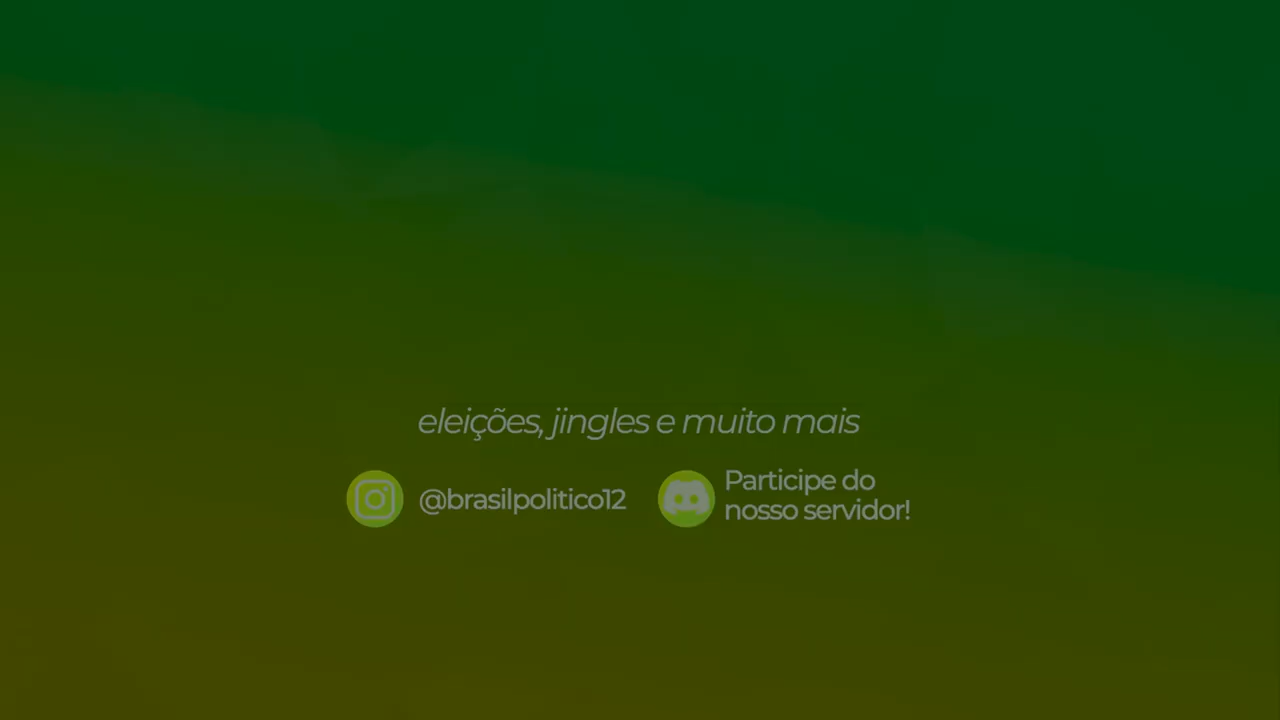 eleições, jingles e muito mais
@brasilpolitico12
Participe do
nosso servidor!